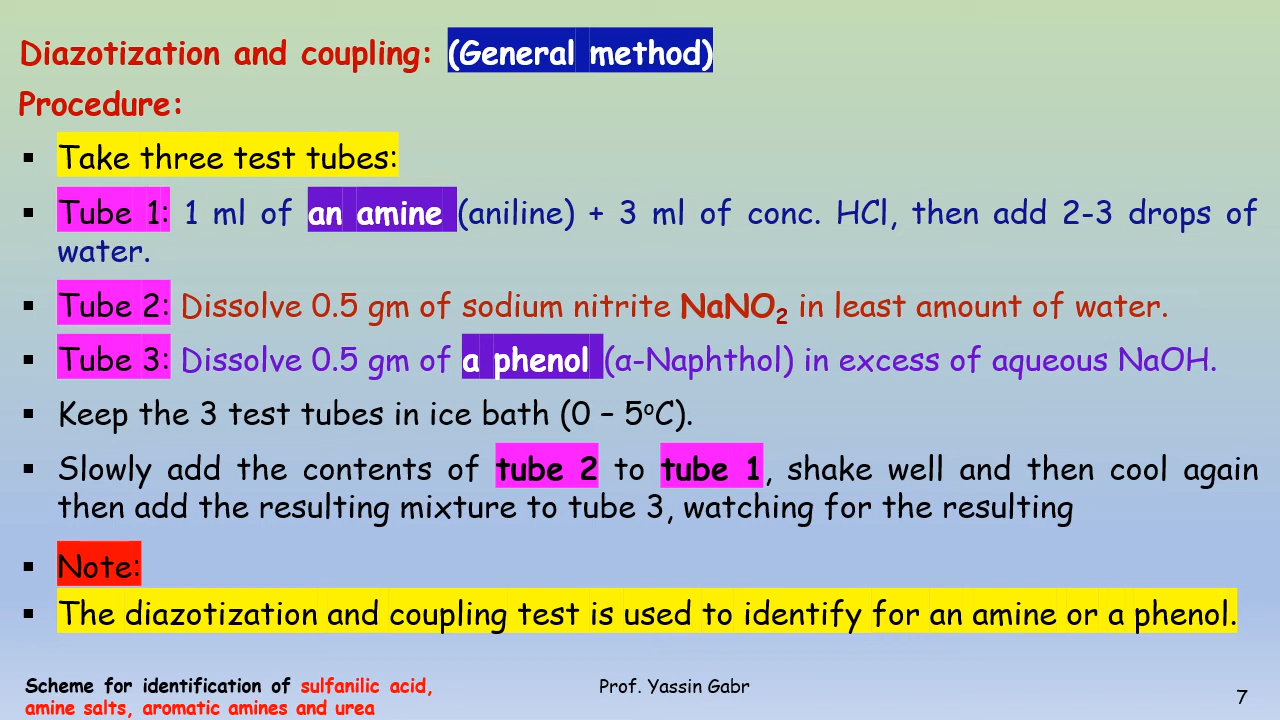 Diazotization and coupling: (General method)
Procedure:
▪ Take three test tubes:
▪ Tube 1: 1 ml of an amine (aniline) + 3 ml of conc. HCl, then add 2-3 drops of
water.
▪ Tube 2: Dissolve 0.5 gm of sodium nitrite NaNO₂ in least amount of water.
▪ Tube 3: Dissolve 0.5 gm of a phenol (α-Naphthol) in excess of aqueous NaOH.
▪ Keep the 3 test tubes in ice bath (0 – 5ºC).
▪ Slowly add the contents of tube 2 to tube 1, shake well and then cool again
then add the resulting mixture to tube 3, watching for the resulting
▪ Note:
▪ The diazotization and coupling test is used to identify for an amine or a phenol.
Scheme for identification of sulfanilic acid,
amine salts, aromatic amines and urea
Prof. Yassin Gabr
7